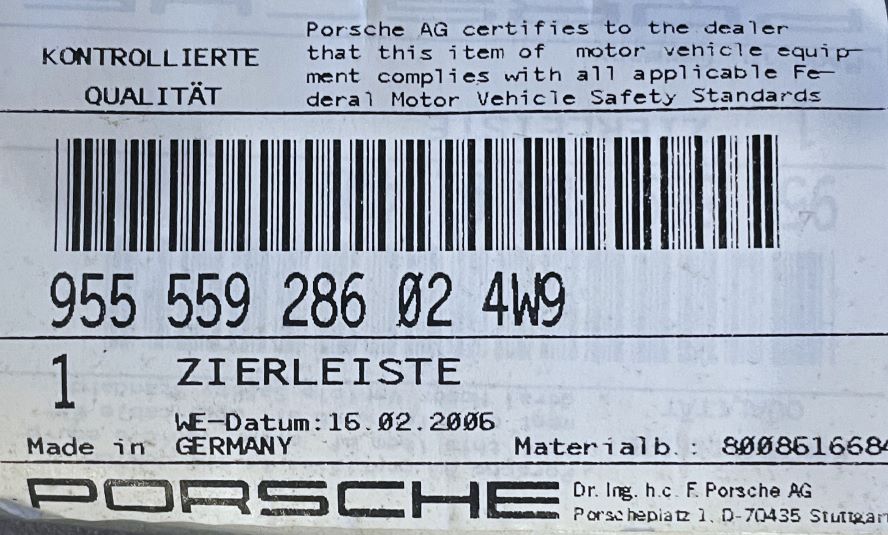 KONTROLLIERTE
QUALITÄT
Porsche AG certifies to the dealer
that this item of motor vehicle equip-
ment complies with all applicable Fe-
deral Motor Vehicle Safety Standards
955 559 286 02 4W9
1 ZIERLEISTE
WE-Datum:16.02.2006
Made in GERMANY
Materialb.: 8008616684
PORSCHE
Dr. Ing. h.c. F. Porsche AG
Porscheplatz 1, D-70435 Stuttgar